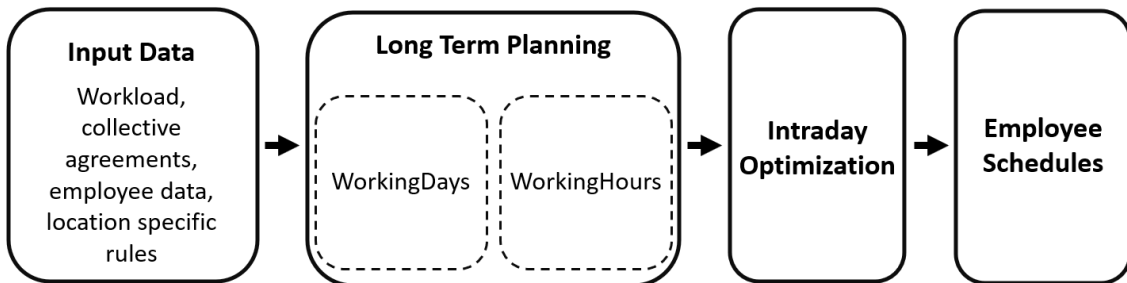 Input Data
Workload,
collective
agreements,
employee data,
location specific
rules
Long Term Planning
WorkingDays
WorkingHours
Intraday
Optimization
Employee
Schedules